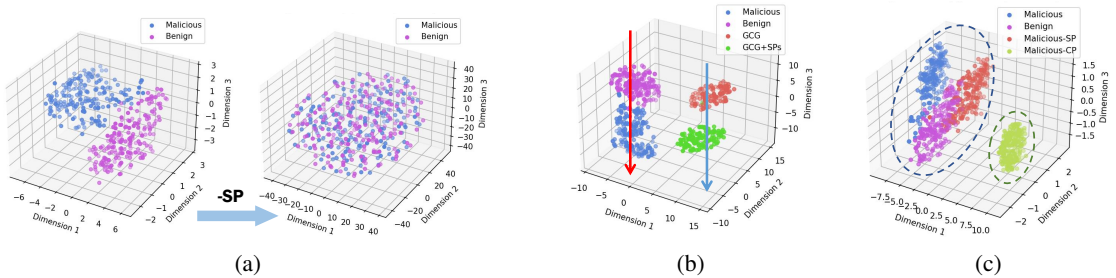 Malicious
Benign
3
2
1
0
−1
−2
−3
Dimension 3
−6 −4 −2 0 2 4 6
Dimension 1
−2 −1 0 1 2 3
Dimension 2
-SP
Malicious
Benign
40
30
20
10
0
−10
−20
−30
−40
Dimension 3
−40 −30 −20 −10 0 10 20 30 40
Dimension 1
−40 −20 0 20 40
Dimension 2
(a)
Malicious
Benign
GCG
GCG+SPs
10
5
0
−5
−10
Dimension 3
−10 −5 0 5 10 15
Dimension 1
−10 −5 0 5 10 15
Dimension 2
(b)
Malicious
Benign
Malicious-SP
Malicious-CP
1.5
1.0
0.5
0.0
−0.5
−1.0
−1.5
Dimension 3
−7.5 −5.0 −2.5 0.0 2.5 5.0 7.5 10.0
Dimension 1
−2 −1 0 1 2
Dimension 2
(c)